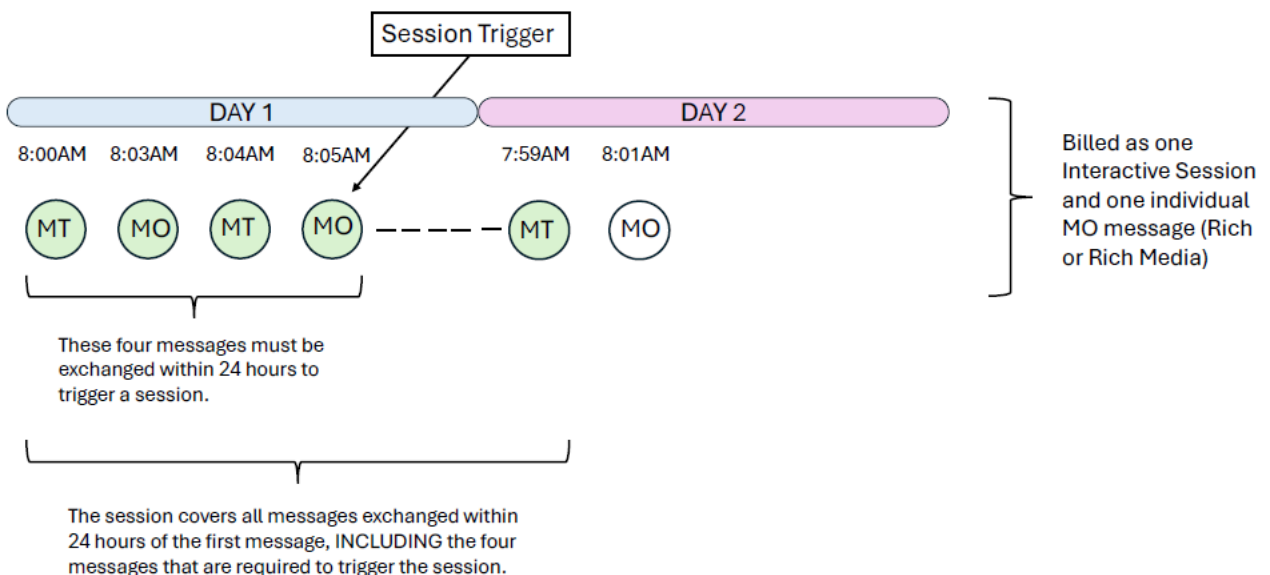 Session Trigger
DAY 1
DAY 2
8:00AM 8:03AM 8:04AM 8:05AM 7:59AM 8:01AM
MT MO MT MO MT MO
Billed as one
Interactive Session
and one individual
MO message (Rich
or Rich Media)
These four messages must be
exchanged within 24 hours to
trigger a session.
The session covers all messages exchanged within
24 hours of the first message, INCLUDING the four
messages that are required to trigger the session.